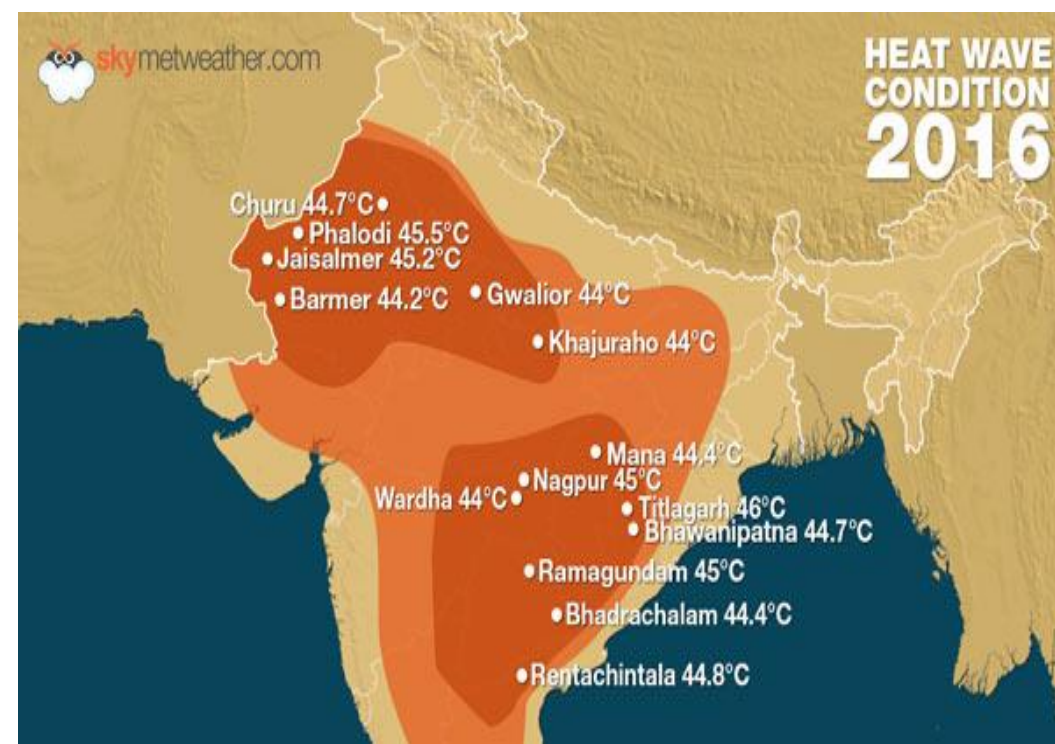 skymetweather.com
HEAT WAVE
CONDITION
2016
Churu 44.7°C
Phalodi 45.5°C
Jaisalmer 45.2°C
Barmer 44.2°C
Gwalior 44°C
Khajuraho 44°C
Mana 44.4°C
Nagpur 45°C
Wardha 44°C
Titlagarh 46°C
Bhawanipatna 44.7°C
Ramagundam 45°C
Bhadrachalam 44.4°C
Rentachintala 44.8°C